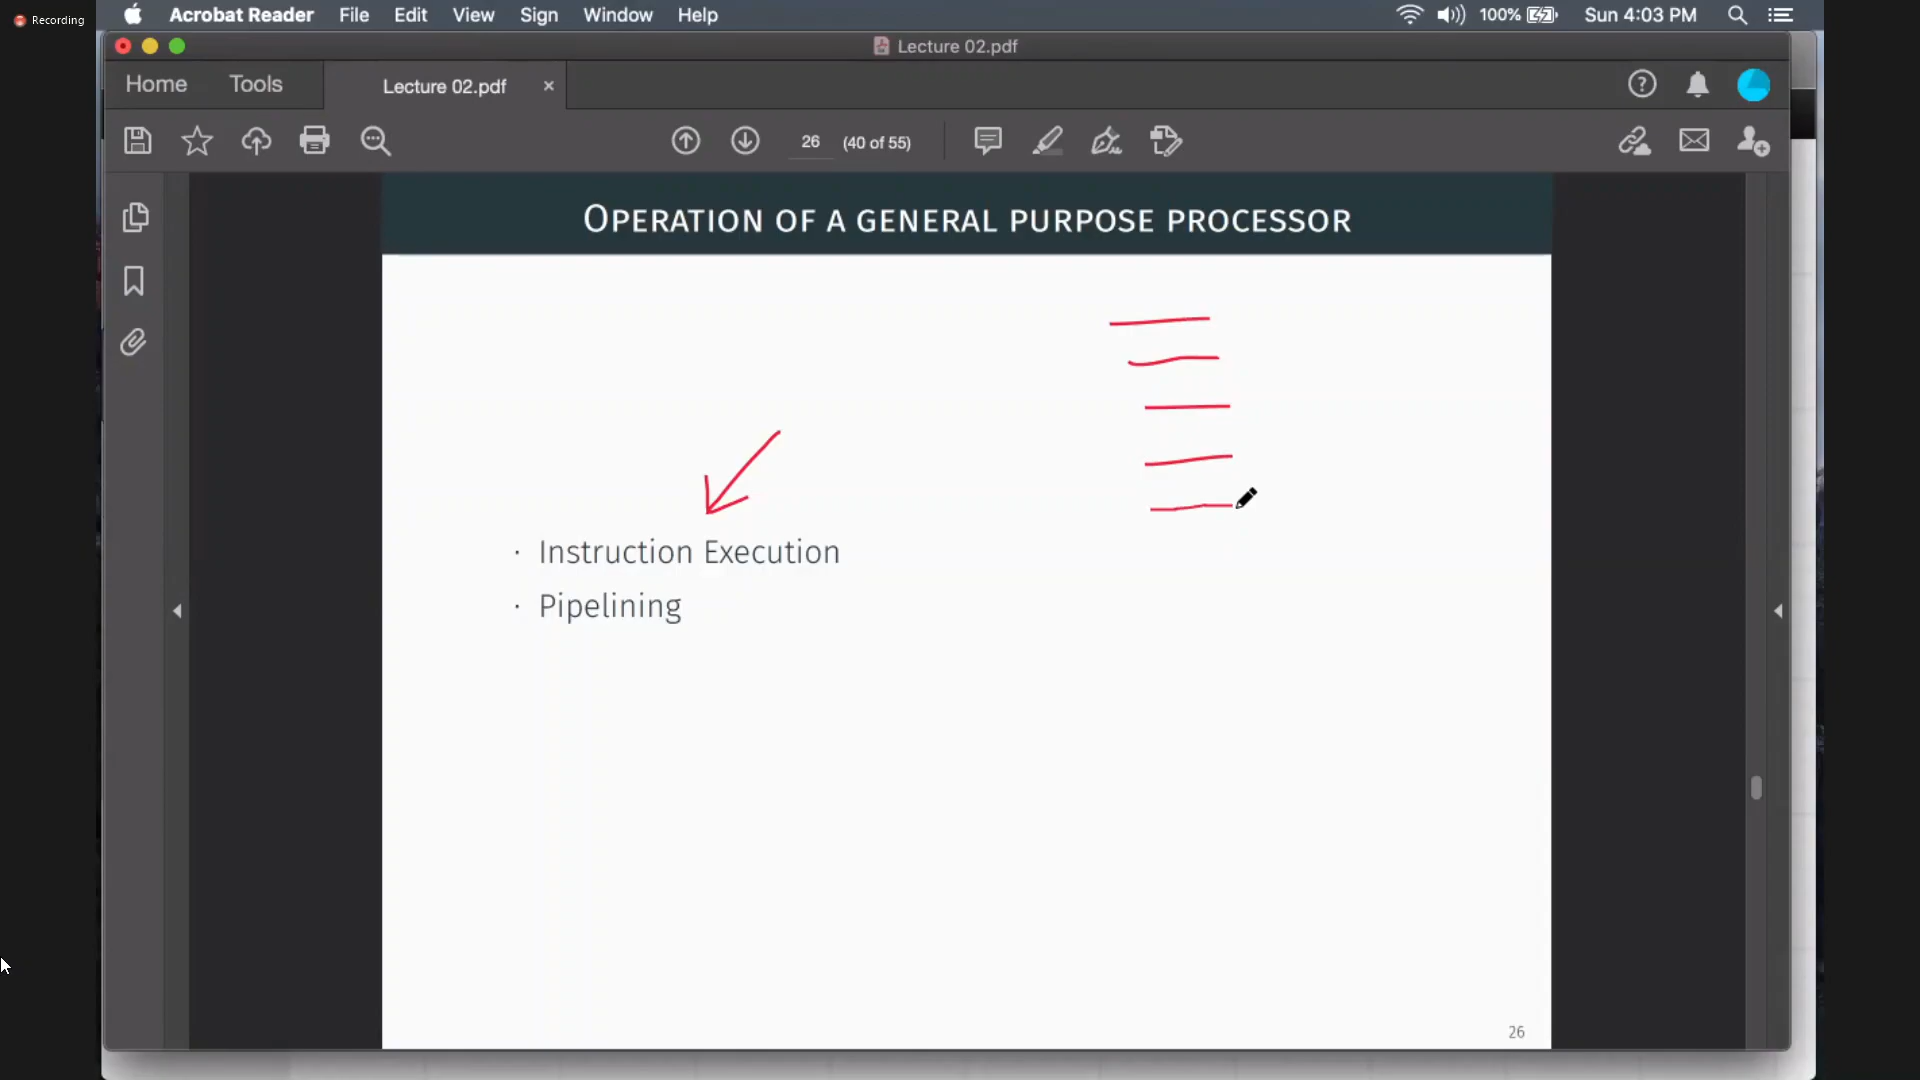 Recording
Acrobat Reader File Edit View Sign Window Help 100% Sun 4:03 PM
Lecture 02.pdf
Home Tools Lecture 02.pdf ×
26 (40 of 55)
OPERATION OF A GENERAL PURPOSE PROCESSOR
· Instruction Execution
· Pipelining
26